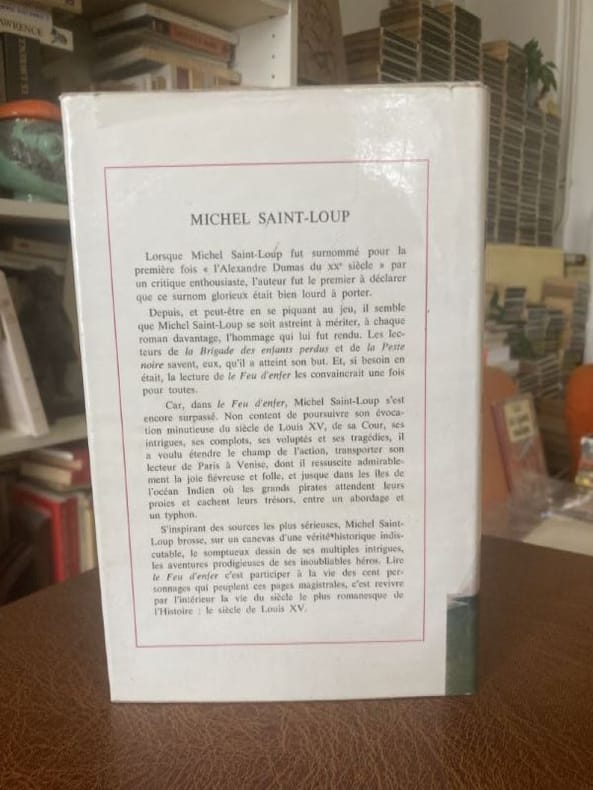 LAWRENCE
MICHEL SAINT-LOUP
Lorsque Michel Saint-Loup fut surnommé pour la
première fois « l'Alexandre Dumas du XXe siècle » par
un critique enthousiaste, l'auteur fut le premier à déclarer
que ce surnom glorieux était bien lourd à porter.
Depuis, et peut-être en se piquant au jeu, il semble
que Michel Saint-Loup se soit astreint à mériter, à chaque
roman davantage, l'hommage qui lui fut rendu. Les lec-
teurs de la Brigade des enfants perdus et de la Peste
noire savent, eux, qu'il a atteint son but. Et, si besoin en
était, la lecture de le Feu d'enfer les convaincrait une fois
pour toutes.
Car, dans le Feu d'enfer, Michel Saint-Loup s'est
encore surpassé. Non content de poursuivre son évoca-
tion minutieuse du siècle de Louis XV, de sa Cour, ses
intrigues, ses complots, ses voluptés et ses tragédies, il
a voulu étendre le champ de l'action, transporter son
lecteur de Paris à Venise, dont il ressuscite admirable-
ment la joie fiévreuse et folle, et jusque dans les îles de
l'océan Indien où les grands pirates attendent leurs
proies et cachent leurs trésors, entre un abordage et
un typhon.
S'inspirant des sources les plus sérieuses, Michel Saint-
Loup brosse, sur un canevas d'une vérité historique indis-
cutable, le somptueux dessin de ses multiples intrigues,
les aventures prodigieuses de ses inoubliables héros. Lire
le Feu d'enfer c'est participer à la vie des cent per-
sonnages qui peuplent ces pages magistrales, c'est revivre
par l'intérieur la vie du siècle le plus romanesque de
l'Histoire : le siècle de Louis XV.